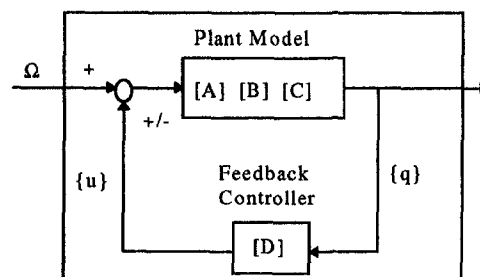 Plant Model
Ω
+
[A] [B] [C]
+/-
{u}
Feedback
Controller
{q}
[D]